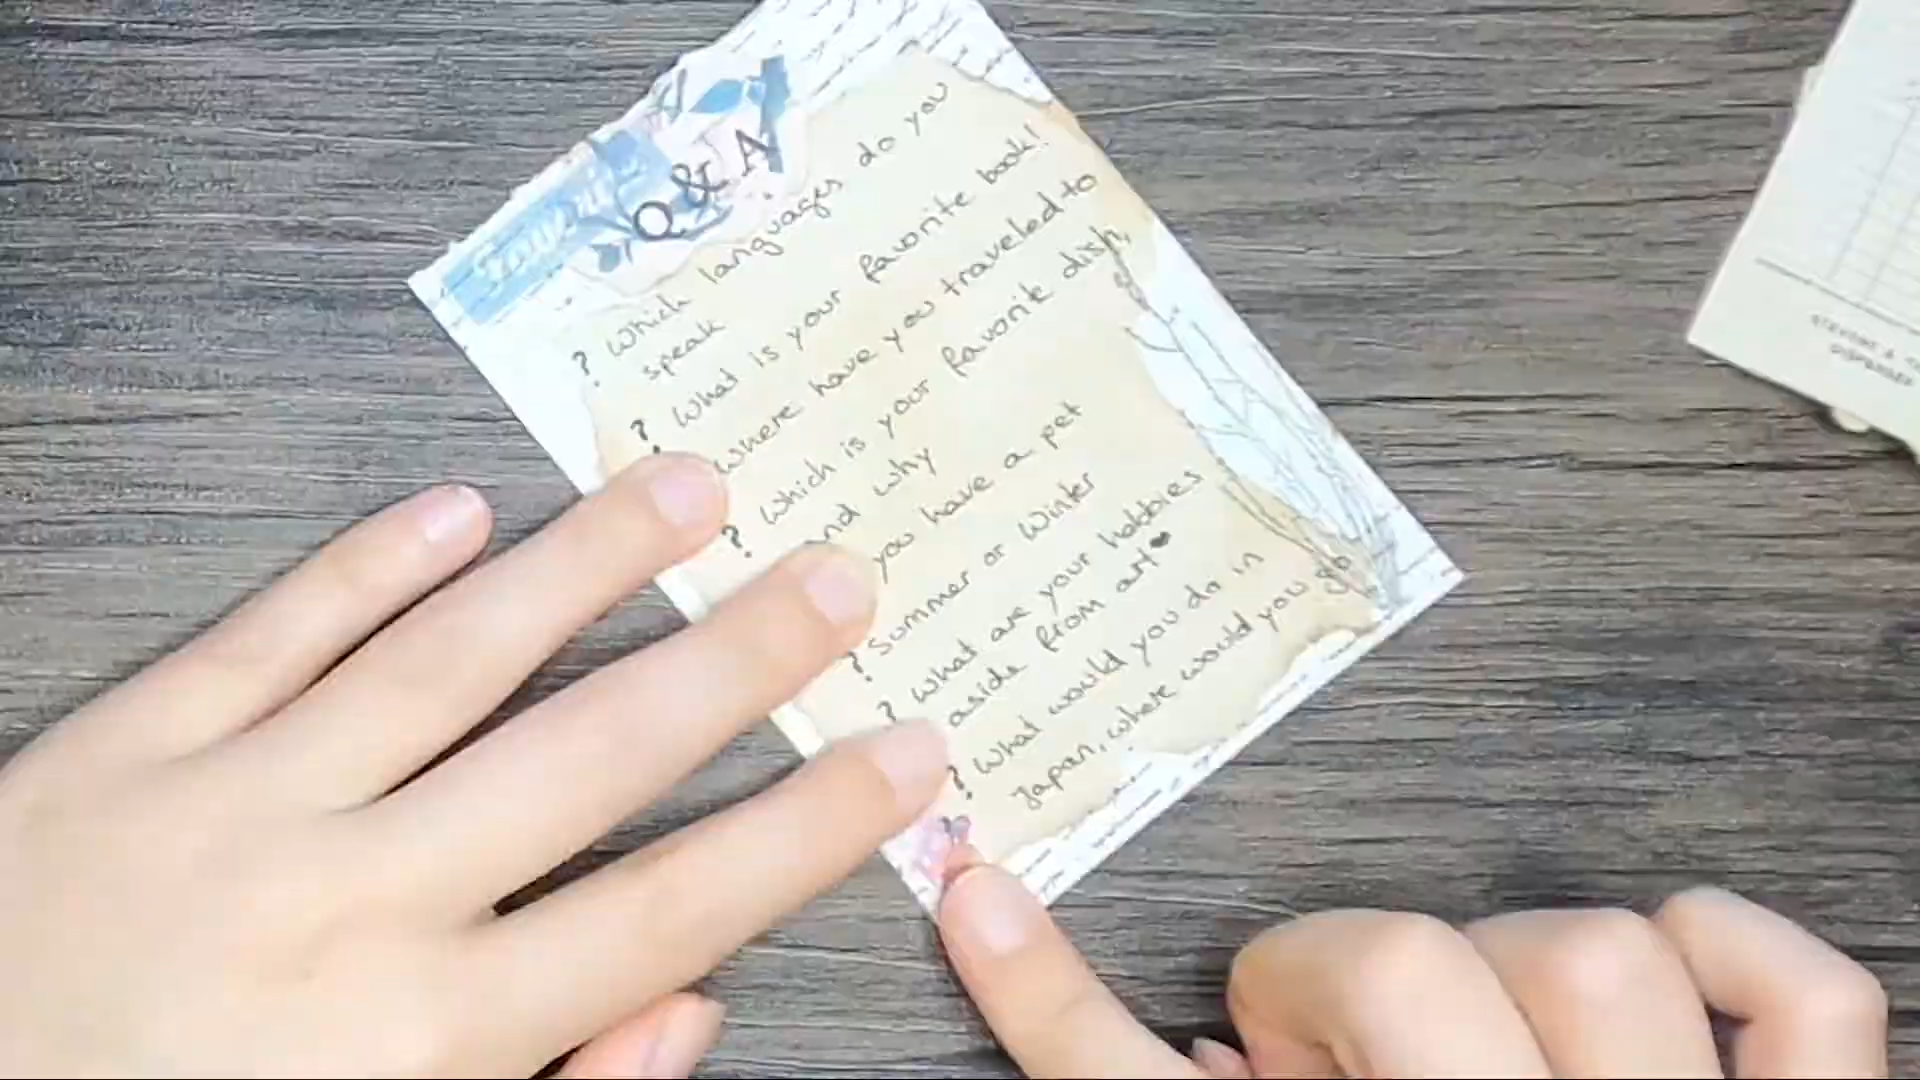 Q & A
? Which languages do you
speak
? What is your favorite book!
where have you traveled to
? Which is your favorite dish,
and why
you have a pet
? Summer or Winter
? What are your hobbies
aside from art❤
? What would you do in
Japan, where would you go